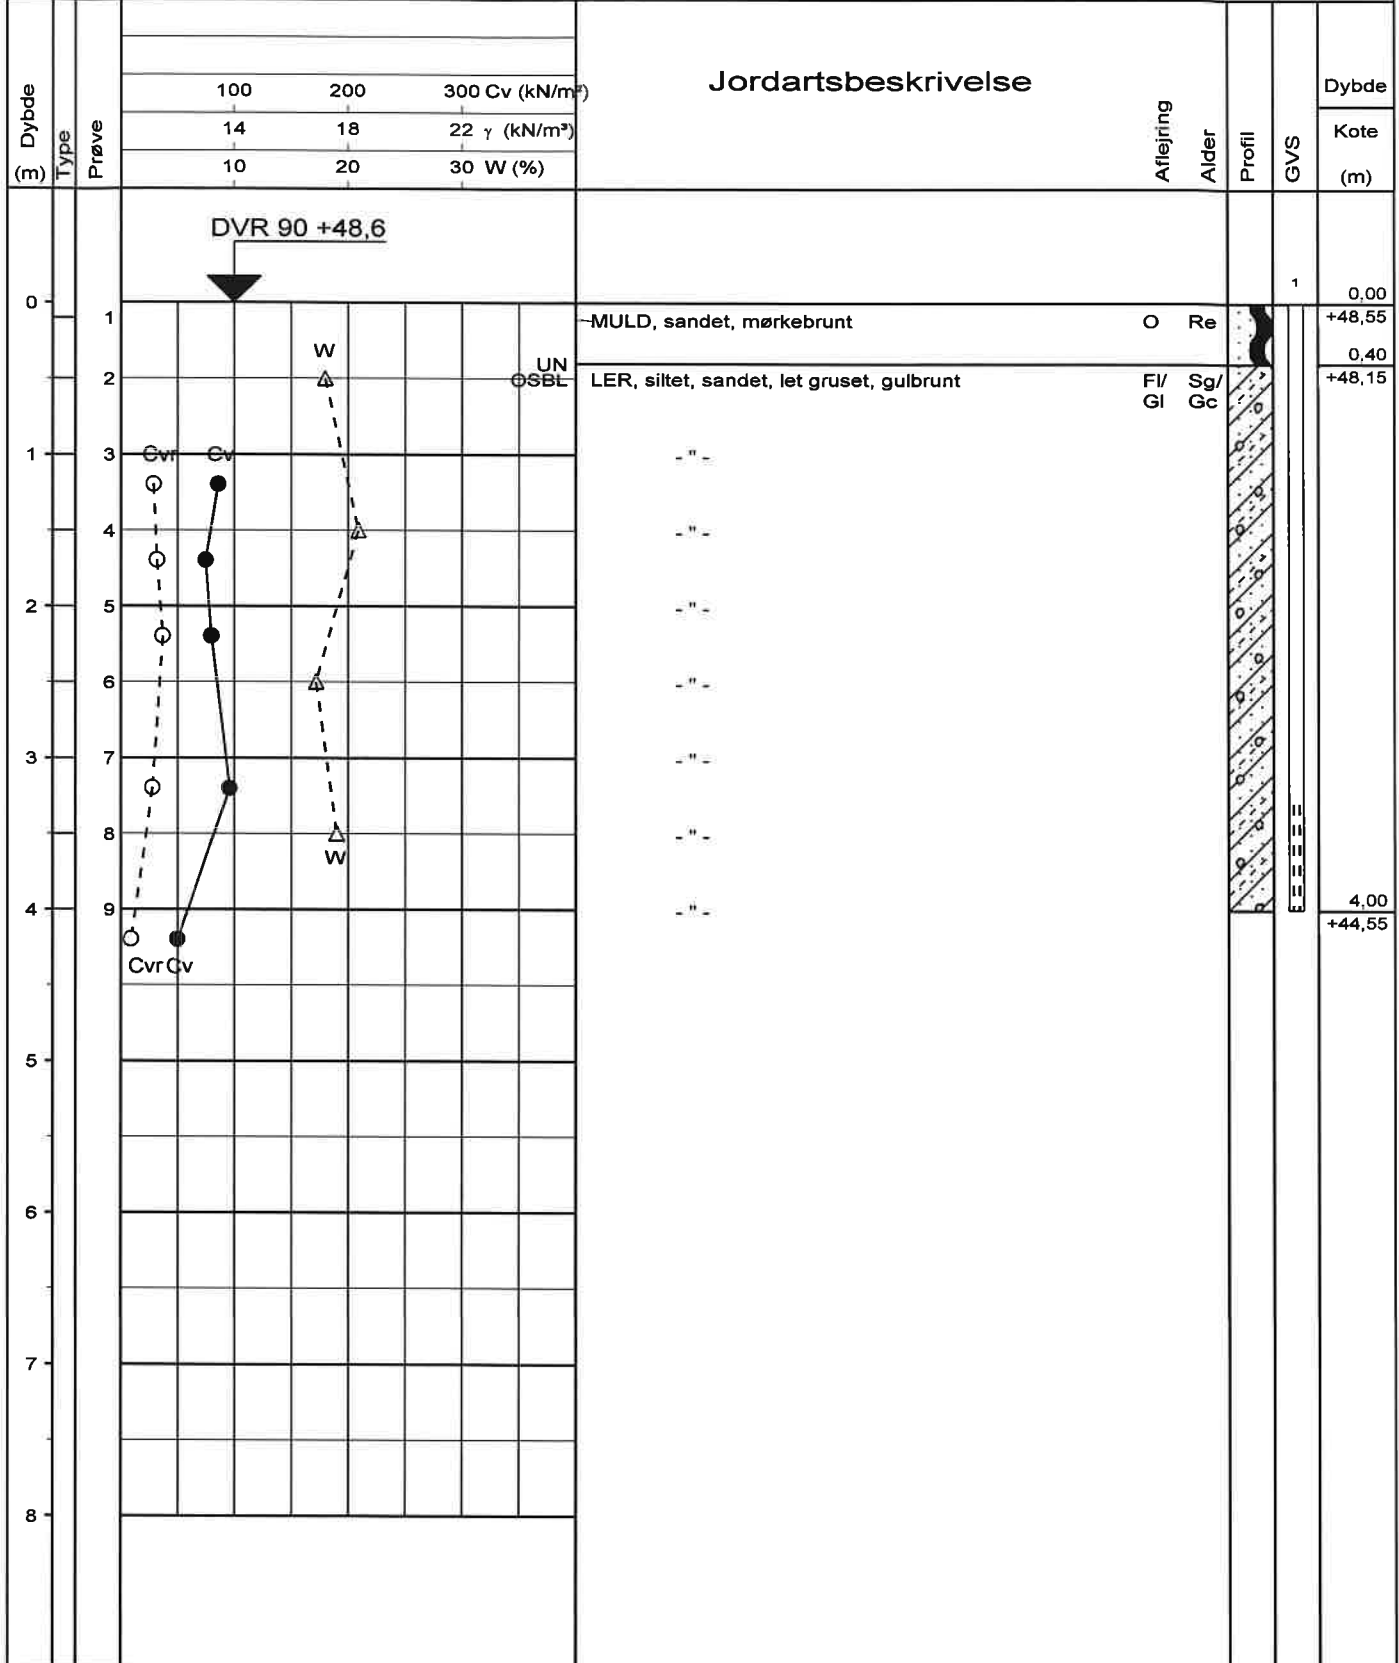 Dybde
(m)
Type
Prøve
100 200 300 Cv (kN/m²)
14 18 22 γ (kN/m³)
10 20 30 W (%)
Jordartsbeskrivelse
Aflejring
Alder
Profil
GVS
Dybde
Kote
(m)
DVR 90 +48,6
1
0,00
0
1 MULD, sandet, mørkebrunt O Re +48,55
W
UN
0,40
2 SBL LER, siltet, sandet, let gruset, gulbrunt Fl/ Sg/ +48,15
Gl Gc
1 3 Cvr Cv - " -
4 - " -
2 5 - " -
6 - " -
3 7 - " -
8 - " -
W
4 9 - " - 4,00
+44,55
Cvr Cv
5
6
7
8